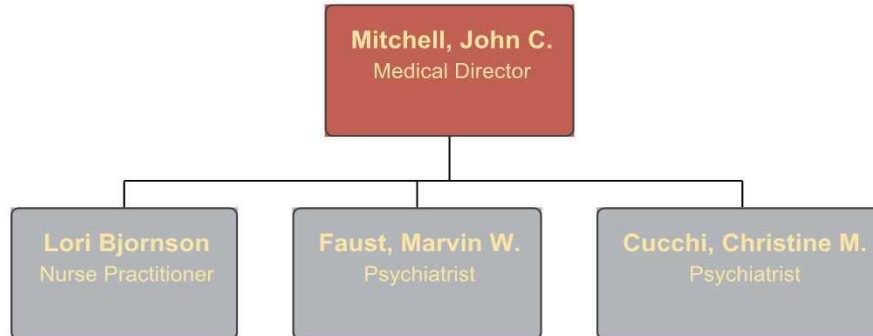 Mitchell, John C.
Medical Director
Lori Bjornson
Nurse Practitioner
Faust, Marvin W.
Psychiatrist
Cucchi, Christine M.
Psychiatrist